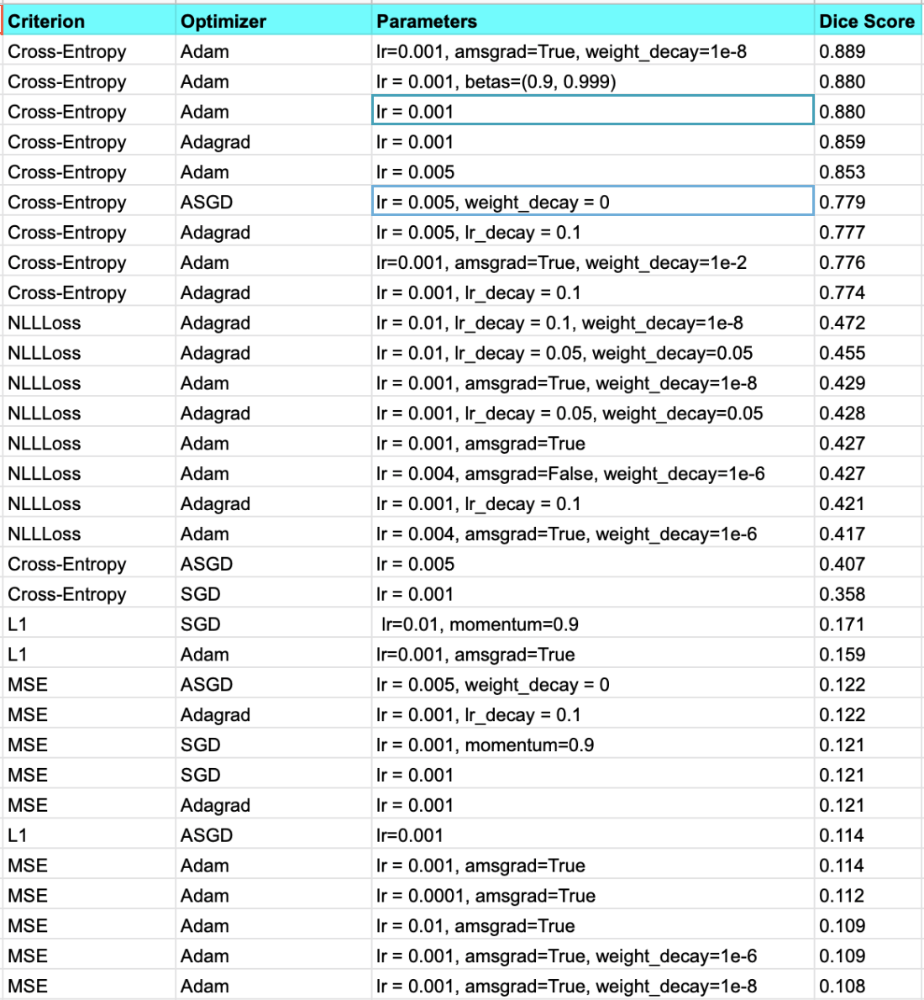 Criterion Optimizer Parameters Dice Score
Cross-Entropy Adam lr=0.001, amsgrad=True, weight_decay=1e-8 0.889
Cross-Entropy Adam lr = 0.001, betas=(0.9, 0.999) 0.880
Cross-Entropy Adam lr = 0.001 0.880
Cross-Entropy Adagrad lr = 0.001 0.859
Cross-Entropy Adam lr = 0.005 0.853
Cross-Entropy ASGD lr = 0.005, weight_decay = 0 0.779
Cross-Entropy Adagrad lr = 0.005, lr_decay = 0.1 0.777
Cross-Entropy Adam lr=0.001, amsgrad=True, weight_decay=1e-2 0.776
Cross-Entropy Adagrad lr = 0.001, lr_decay = 0.1 0.774
NLLLoss Adagrad lr = 0.01, lr_decay = 0.1, weight_decay=1e-8 0.472
NLLLoss Adagrad lr = 0.01, lr_decay = 0.05, weight_decay=0.05 0.455
NLLLoss Adam lr = 0.001, amsgrad=True, weight_decay=1e-8 0.429
NLLLoss Adagrad lr = 0.001, lr_decay = 0.05, weight_decay=0.05 0.428
NLLLoss Adam lr = 0.001, amsgrad=True 0.427
NLLLoss Adam lr = 0.004, amsgrad=False, weight_decay=1e-6 0.427
NLLLoss Adagrad lr = 0.001, lr_decay = 0.1 0.421
NLLLoss Adam lr = 0.004, amsgrad=True, weight_decay=1e-6 0.417
Cross-Entropy ASGD lr = 0.005 0.407
Cross-Entropy SGD lr = 0.001 0.358
L1 SGD lr=0.01, momentum=0.9 0.171
L1 Adam lr=0.001, amsgrad=True 0.159
MSE ASGD lr = 0.005, weight_decay = 0 0.122
MSE Adagrad lr = 0.001, lr_decay = 0.1 0.122
MSE SGD lr = 0.001, momentum=0.9 0.121
MSE SGD lr = 0.001 0.121
MSE Adagrad lr = 0.001 0.121
L1 ASGD lr=0.001 0.114
MSE Adam lr = 0.001, amsgrad=True 0.114
MSE Adam lr = 0.0001, amsgrad=True 0.112
MSE Adam lr = 0.01, amsgrad=True 0.109
MSE Adam lr = 0.001, amsgrad=True, weight_decay=1e-6 0.109
MSE Adam lr = 0.001, amsgrad=True, weight_decay=1e-8 0.108